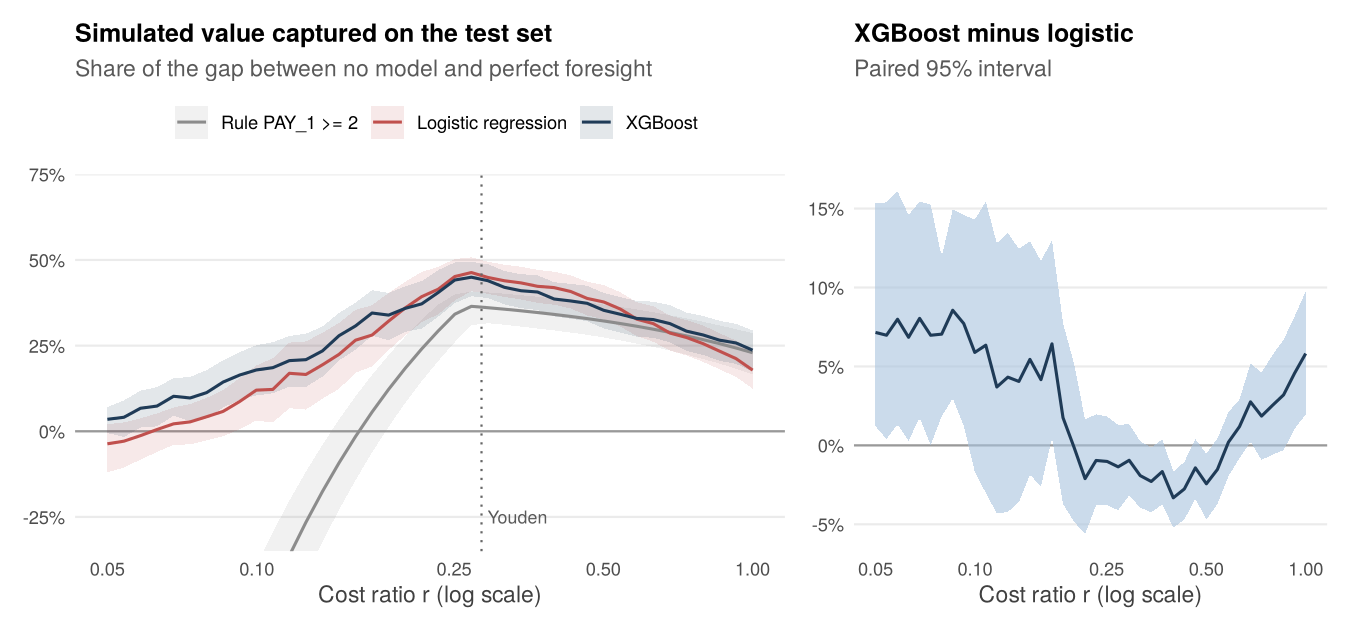 Simulated value captured on the test set
Share of the gap between no model and perfect foresight
Rule PAY_1 >= 2 Logistic regression XGBoost
75%
50%
25%
0%
-25%
Youden
0.05 0.10 0.25 0.50 1.00
Cost ratio r (log scale)
XGBoost minus logistic
Paired 95% interval
15%
10%
5%
0%
-5%
0.05 0.10 0.25 0.50 1.00
Cost ratio r (log scale)